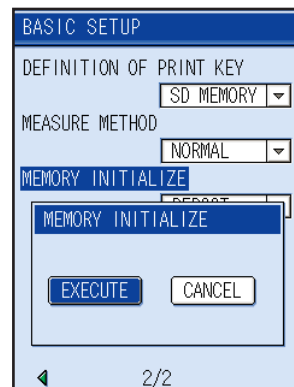 BASIC SETUP
DEFINITION OF PRINT KEY
SD MEMORY
MEASURE METHOD
NORMAL
MEMORY INITIALIZE
MEMORY INITIALIZE
EXECUTE CANCEL
2/2